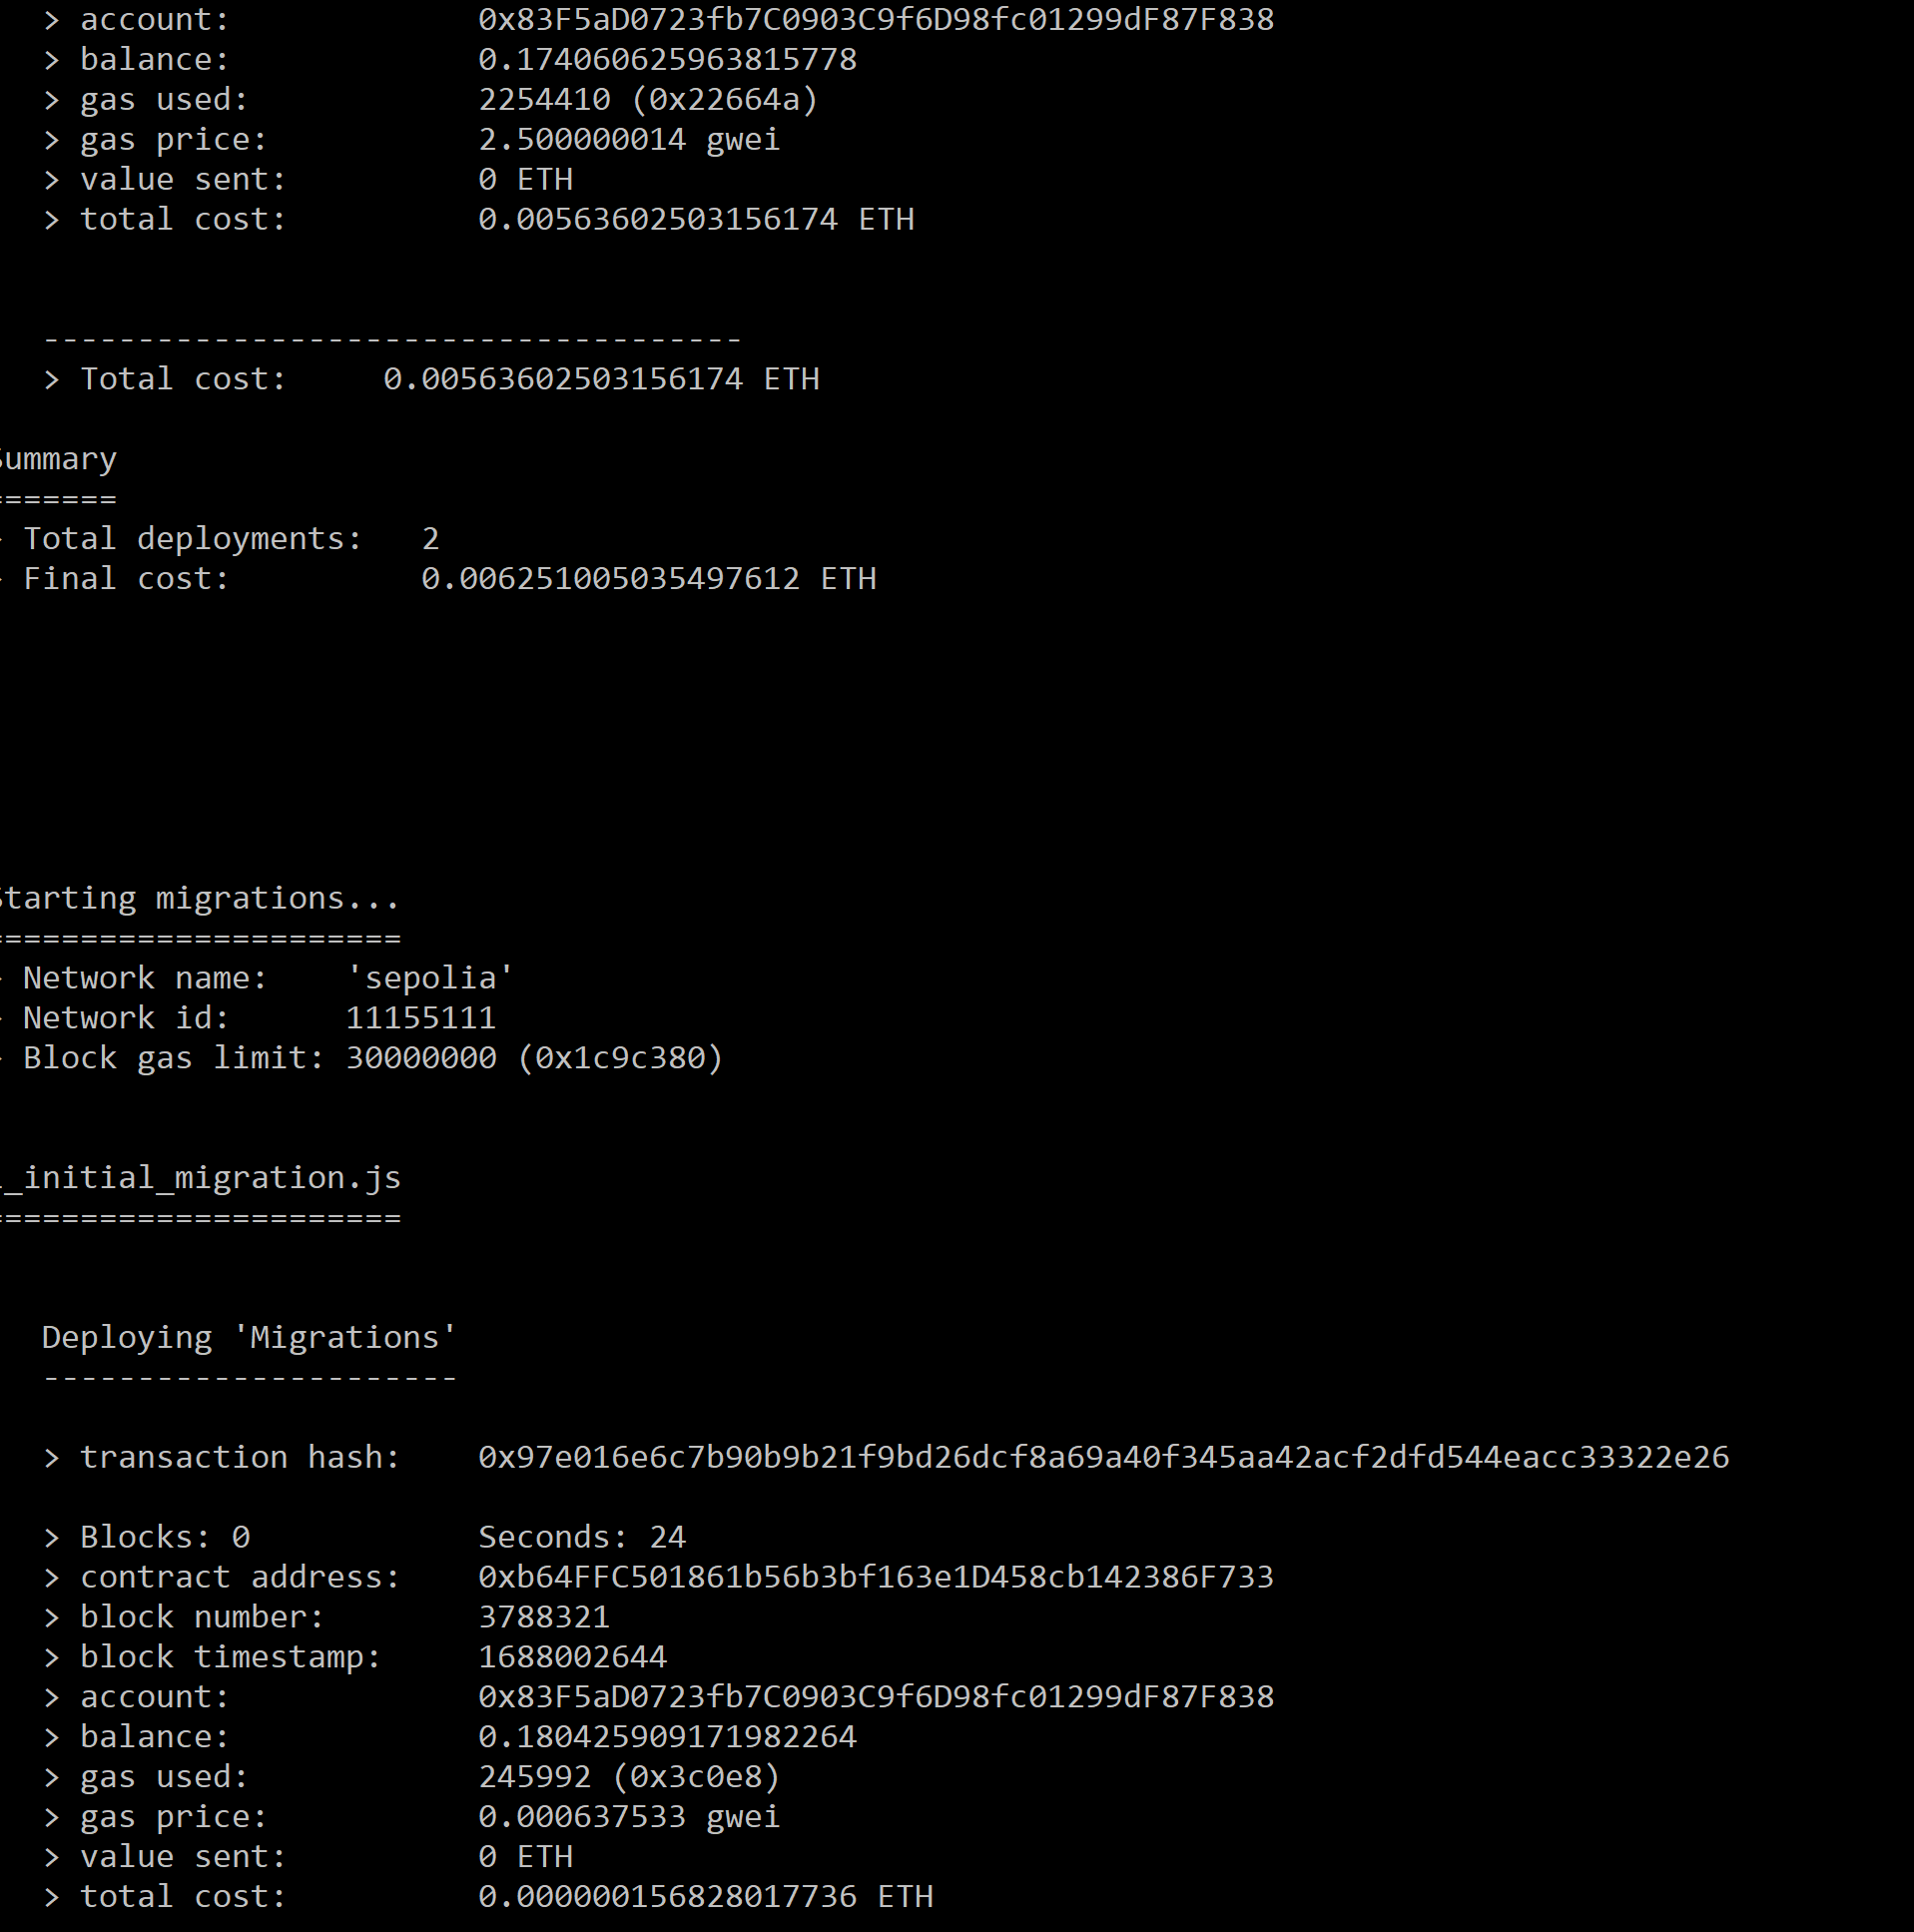 > account: 0x83F5aD0723fb7C0903C9f6D98fc01299dF87F838
> balance: 0.174060625963815778
> gas used: 2254410 (0x22664a)
> gas price: 2.500000014 gwei
> value sent: 0 ETH
> total cost: 0.00563602503156174 ETH
-------------------------------------
> Total cost: 0.00563602503156174 ETH
Summary
=======
> Total deployments: 2
> Final cost: 0.006251005035497612 ETH
Starting migrations...
======================
> Network name: 'sepolia'
> Network id: 11155111
> Block gas limit: 30000000 (0x1c9c380)
1_initial_migration.js
======================
Deploying 'Migrations'
----------------------
> transaction hash: 0x97e016e6c7b90b9b21f9bd26dcf8a69a40f345aa42acf2dfd544eacc33322e26
> Blocks: 0 Seconds: 24
> contract address: 0xb64FFC501861b56b3bf163e1D458cb142386F733
> block number: 3788321
> block timestamp: 1688002644
> account: 0x83F5aD0723fb7C0903C9f6D98fc01299dF87F838
> balance: 0.180425909171982264
> gas used: 245992 (0x3c0e8)
> gas price: 0.000637533 gwei
> value sent: 0 ETH
> total cost: 0.000000156828017736 ETH